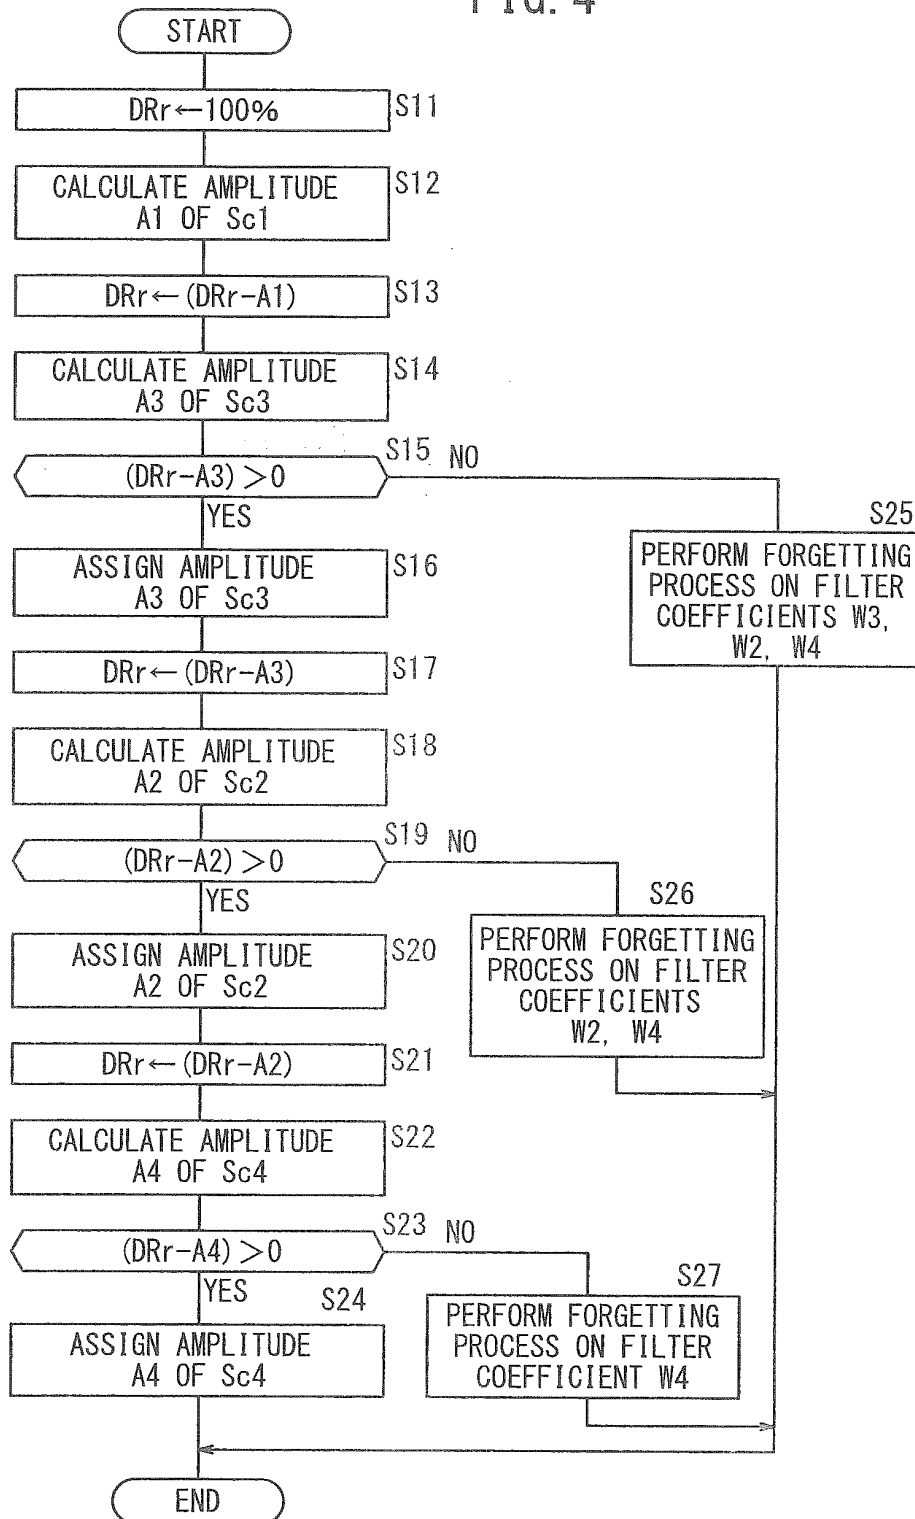 FIG. 4
START
DRr←100%
S11
CALCULATE AMPLITUDE
A1 OF Sc1
S12
DRr←(DRr-A1)
S13
CALCULATE AMPLITUDE
A3 OF Sc3
S14
(DRr-A3)>0
S15
NO
YES
S25
PERFORM FORGETTING
PROCESS ON FILTER
COEFFICIENTS W3,
W2, W4
ASSIGN AMPLITUDE
A3 OF Sc3
S16
DRr←(DRr-A3)
S17
CALCULATE AMPLITUDE
A2 OF Sc2
S18
(DRr-A2)>0
S19
NO
YES
S26
PERFORM FORGETTING
PROCESS ON FILTER
COEFFICIENTS
W2, W4
ASSIGN AMPLITUDE
A2 OF Sc2
S20
DRr←(DRr-A2)
S21
CALCULATE AMPLITUDE
A4 OF Sc4
S22
(DRr-A4)>0
S23
NO
YES
S24
S27
PERFORM FORGETTING
PROCESS ON FILTER
COEFFICIENT W4
ASSIGN AMPLITUDE
A4 OF Sc4
END